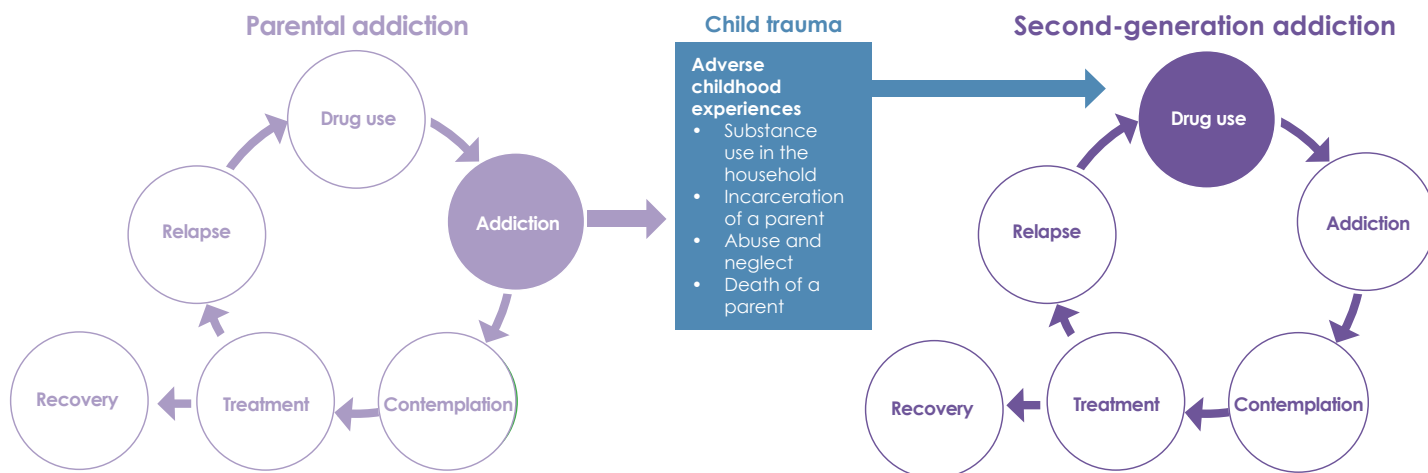 Parental addiction
Drug use
Addiction
Relapse
Contemplation
Treatment
Recovery
Child trauma
Adverse
childhood
experiences
• Substance
use in the
household
• Incarceration
of a parent
• Abuse and
neglect
• Death of a
parent
Second-generation addiction
Drug use
Addiction
Relapse
Contemplation
Treatment
Recovery